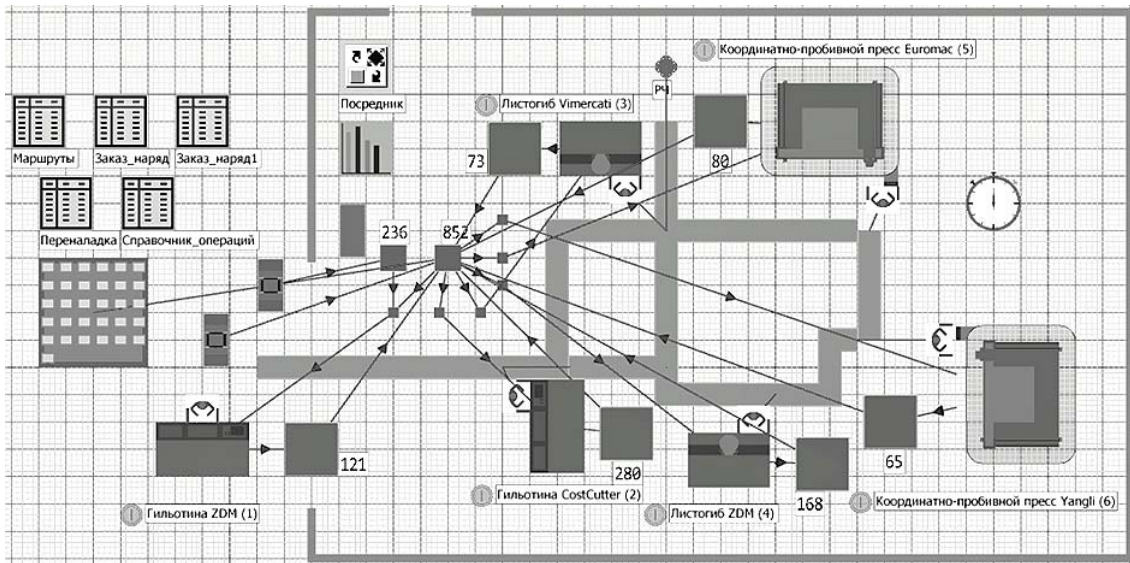 Координатно-пробивной пресс Euromac (5)
РЧ
Посредник
Листогиб Vimercati (3)
Маршруты
Заказ_наряд
Заказ_наряд1
73
80
Переналадка
Справочник_операций
236
852
121
280
65
168
Гильотина CostCutter (2)
Координатно-пробивной пресс Yangli (6)
Гильотина ZDM (1)
Листогиб ZDM (4)